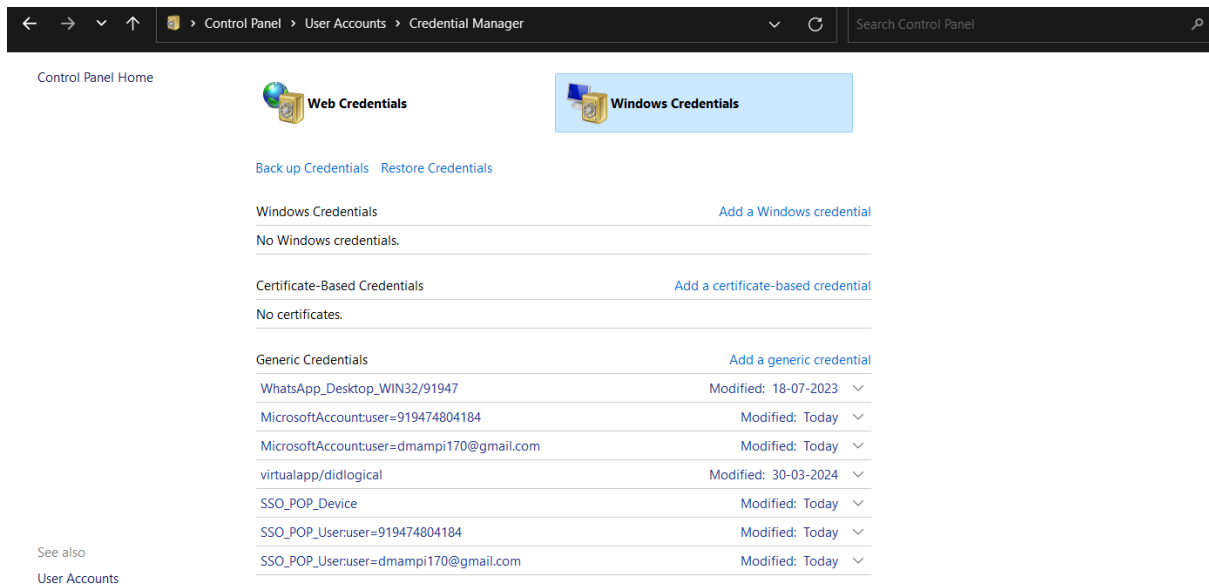 Control Panel > User Accounts > Credential Manager
Search Control Panel
Control Panel Home
Web Credentials
Windows Credentials
Back up Credentials Restore Credentials
Windows Credentials Add a Windows credential
No Windows credentials.
Certificate-Based Credentials Add a certificate-based credential
No certificates.
Generic Credentials Add a generic credential
WhatsApp_Desktop_WIN32/91947 Modified: 18-07-2023
MicrosoftAccount:user=919474804184 Modified: Today
MicrosoftAccount:user=dmampi170@gmail.com Modified: Today
virtualapp/didlogical Modified: 30-03-2024
SSO_POP_Device Modified: Today
SSO_POP_User:user=919474804184 Modified: Today
SSO_POP_User:user=dmampi170@gmail.com Modified: Today
See also
User Accounts